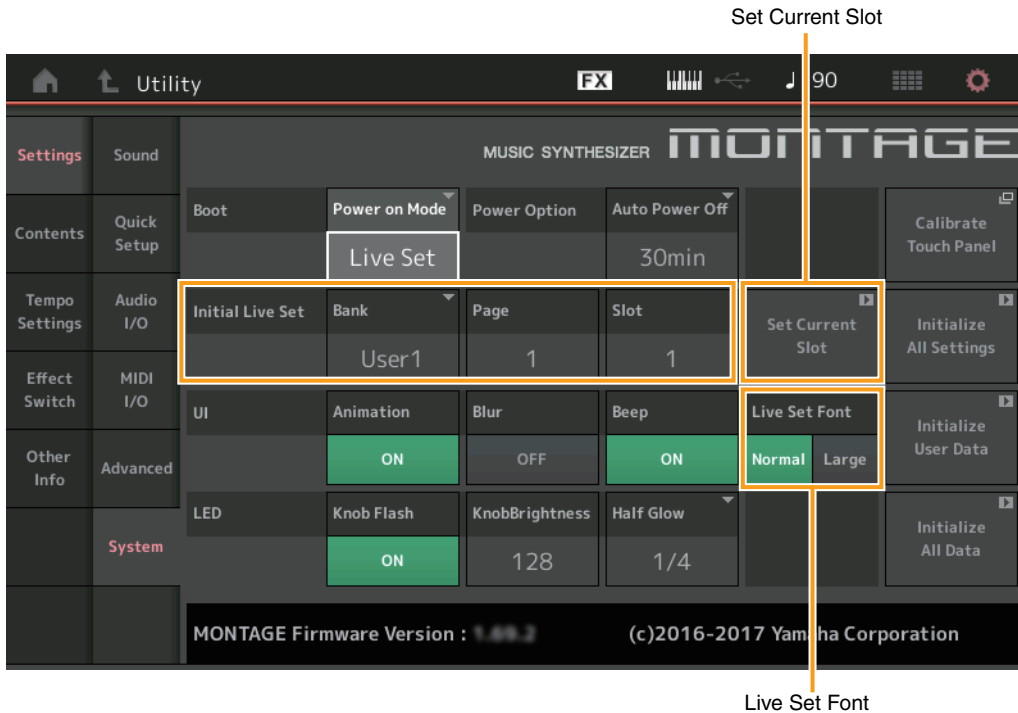 Set Current Slot
Utility
FX
♩ 90
Settings
Sound
MUSIC SYNTHESIZER MONTAGE
Contents
Quick
Setup
Boot
Power on Mode
Live Set
Power Option
Auto Power Off
30min
Calibrate
Touch Panel
Tempo
Settings
Audio
I/O
Initial Live Set
Bank
User1
Page
1
Slot
1
Set Current
Slot
Initialize
All Settings
Effect
Switch
MIDI
I/O
UI
Animation
ON
Blur
OFF
Beep
ON
Live Set Font
Normal Large
Initialize
User Data
Other
Info
Advanced
LED
Knob Flash
ON
KnobBrightness
128
Half Glow
1/4
Initialize
All Data
System
MONTAGE Firmware Version :
(c)2016-2017 Yamaha Corporation
Live Set Font